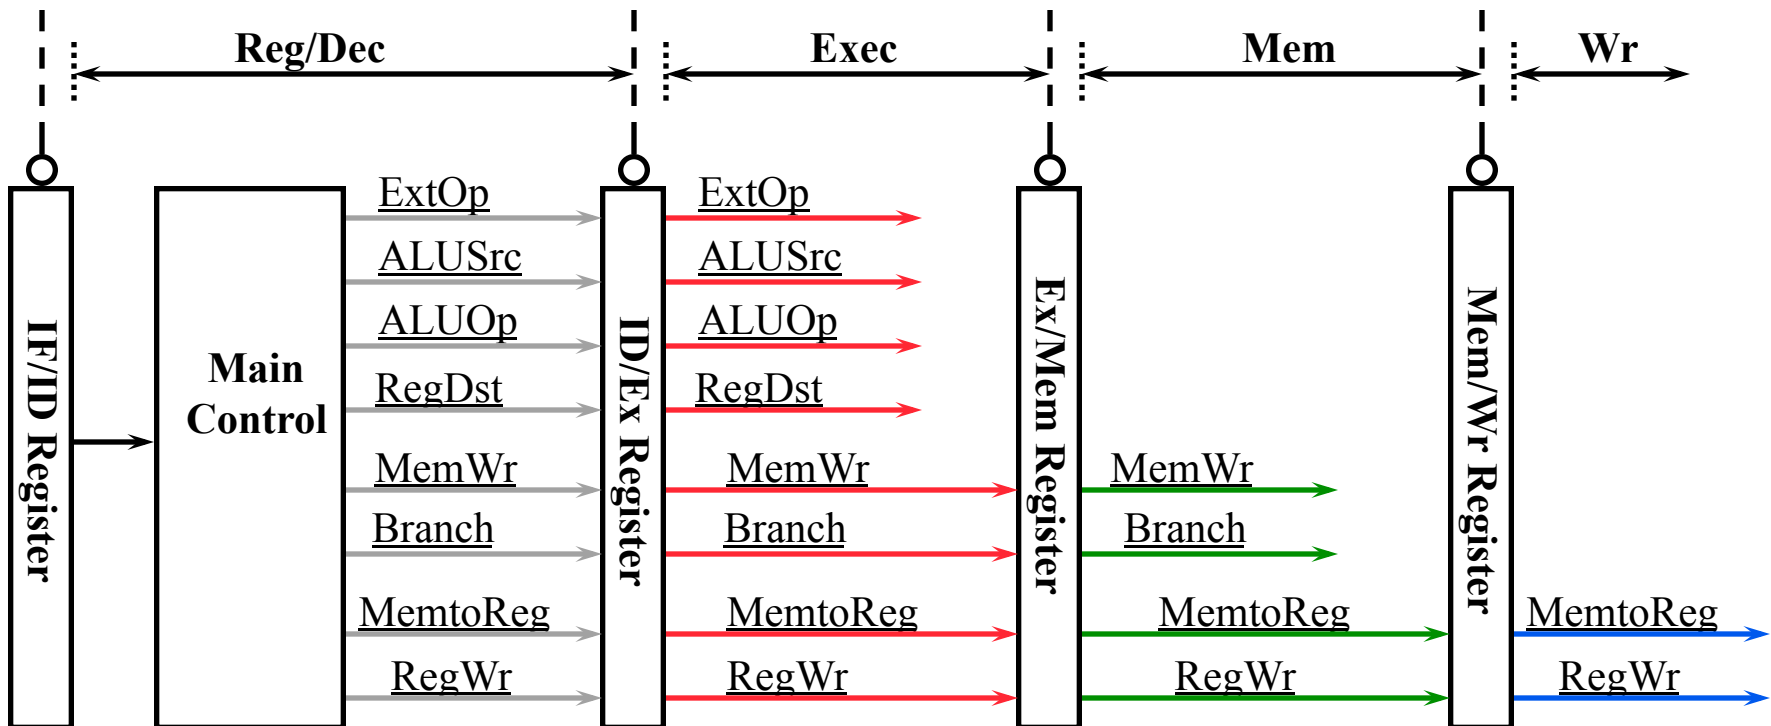 Reg/Dec
Exec
Mem
Wr
IF/ID Register
Main
Control
ExtOp
ALUSrc
ALUOp
RegDst
MemWr
Branch
MemtoReg
RegWr
ID/Ex Register
ExtOp
ALUSrc
ALUOp
RegDst
MemWr
Branch
MemtoReg
RegWr
Ex/Mem Register
MemWr
Branch
MemtoReg
RegWr
Mem/Wr Register
MemtoReg
RegWr